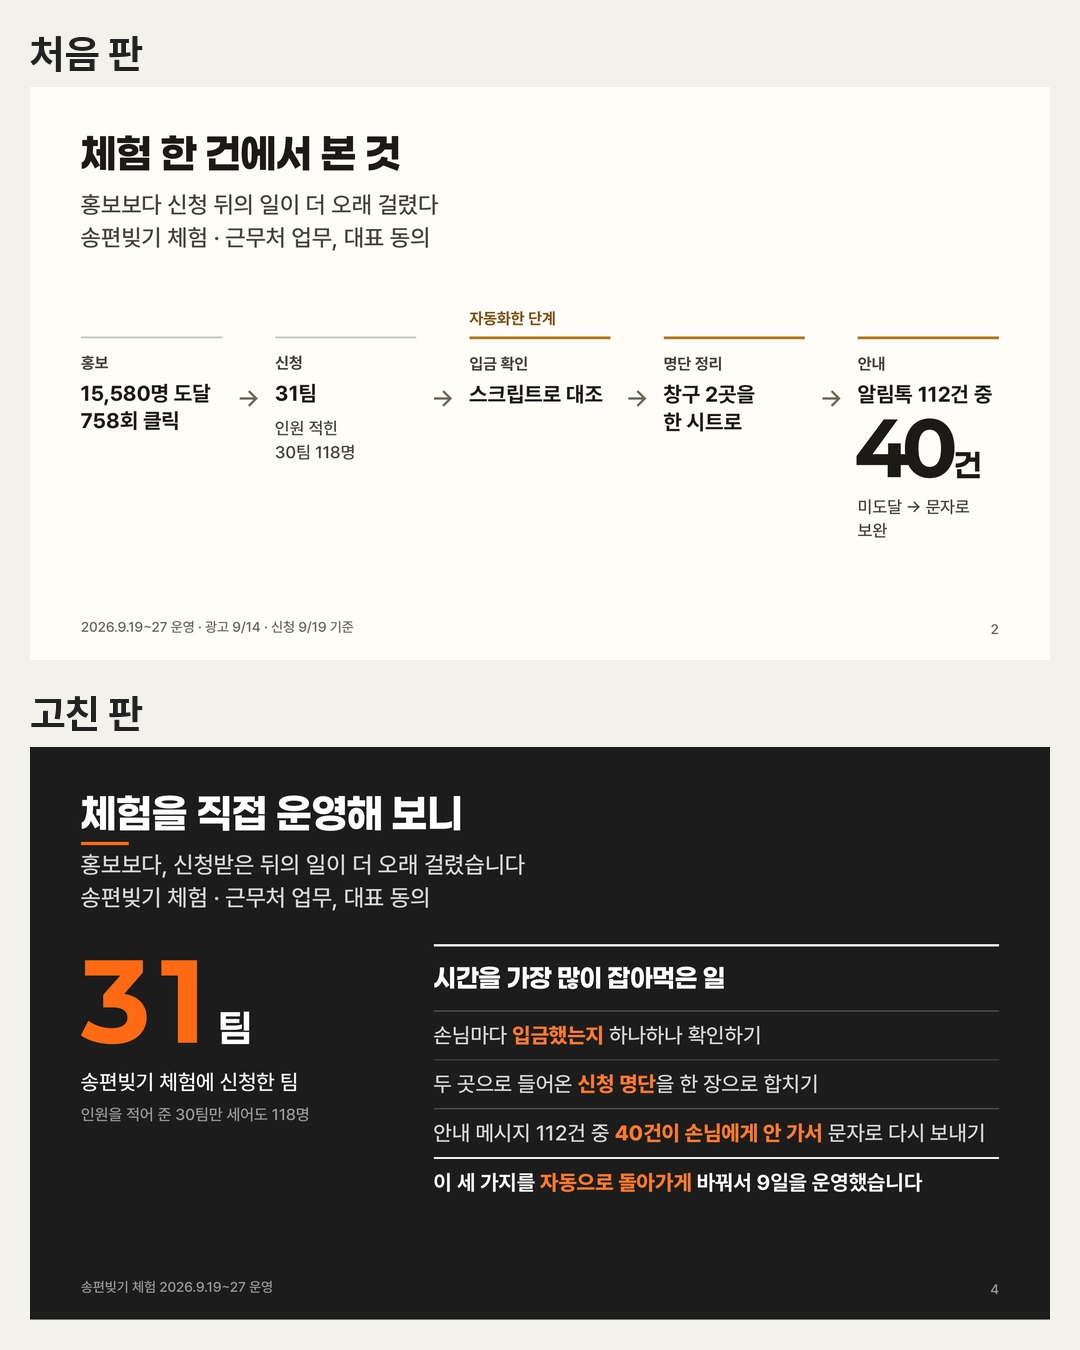 처음 판
체험 한 건에서 본 것
홍보보다 신청 뒤의 일이 더 오래 걸렸다
송편빚기 체험 · 근무처 업무, 대표 동의
홍보
15,580명 도달
758회 클릭
→
신청
31팀
인원 적힌
30팀 118명
→
자동화한 단계
입금 확인
스크립트로 대조
→
명단 정리
창구 2곳을
한 시트로
→
안내
알림톡 112건 중
40건
미도달 → 문자로
보완
2026.9.19~27 운영 · 광고 9/14 · 신청 9/19 기준
2
고친 판
체험을 직접 운영해 보니
홍보보다, 신청받은 뒤의 일이 더 오래 걸렸습니다
송편빚기 체험 · 근무처 업무, 대표 동의
31 팀
송편빚기 체험에 신청한 팀
인원을 적어 준 30팀만 세어도 118명
시간을 가장 많이 잡아먹은 일
손님마다 입금했는지 하나하나 확인하기
두 곳으로 들어온 신청 명단을 한 장으로 합치기
안내 메시지 112건 중 40건이 손님에게 안 가서 문자로 다시 보내기
이 세 가지를 자동으로 돌아가게 바꿔서 9일을 운영했습니다
송편빚기 체험 2026.9.19~27 운영
4